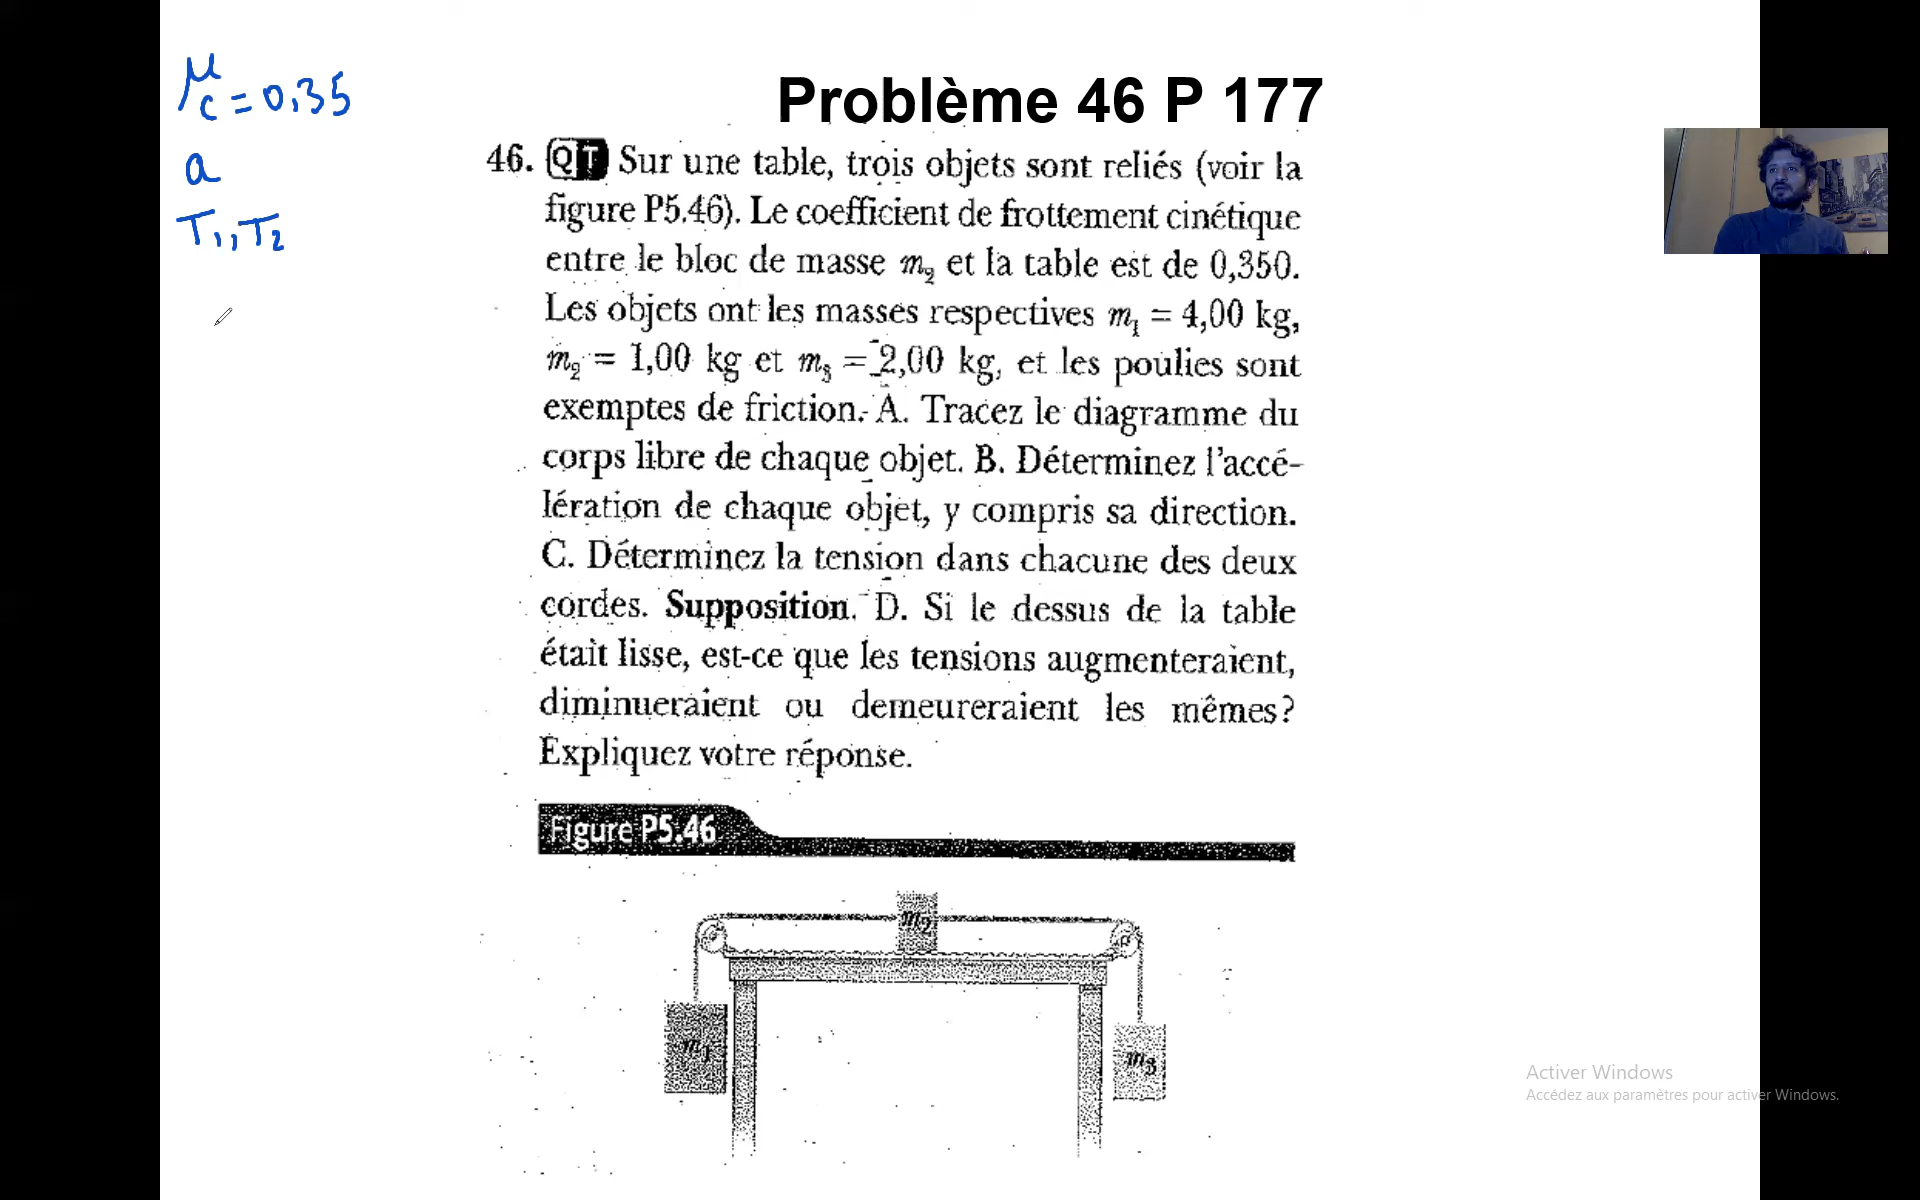 μc = 0,35
a
T1, T2
Problème 46 P 177
46. QT Sur une table, trois objets sont reliés (voir la
figure P5.46). Le coefficient de frottement cinétique
entre le bloc de masse m₂ et la table est de 0,350.
Les objets ont les masses respectives m₁ = 4,00 kg,
m₂ = 1,00 kg et m₃ = 2,00 kg, et les poulies sont
exemptes de friction. A. Tracez le diagramme du
corps libre de chaque objet. B. Déterminez l'accé-
lération de chaque objet, y compris sa direction.
C. Déterminez la tension dans chacune des deux
cordes. Supposition. D. Si le dessus de la table
était lisse, est-ce que les tensions augmenteraient,
diminueraient ou demeureraient les mêmes?
Expliquez votre réponse.
Figure P5.46
m₂
m₁
m₃
Activer Windows
Accédez aux paramètres pour activer Windows.